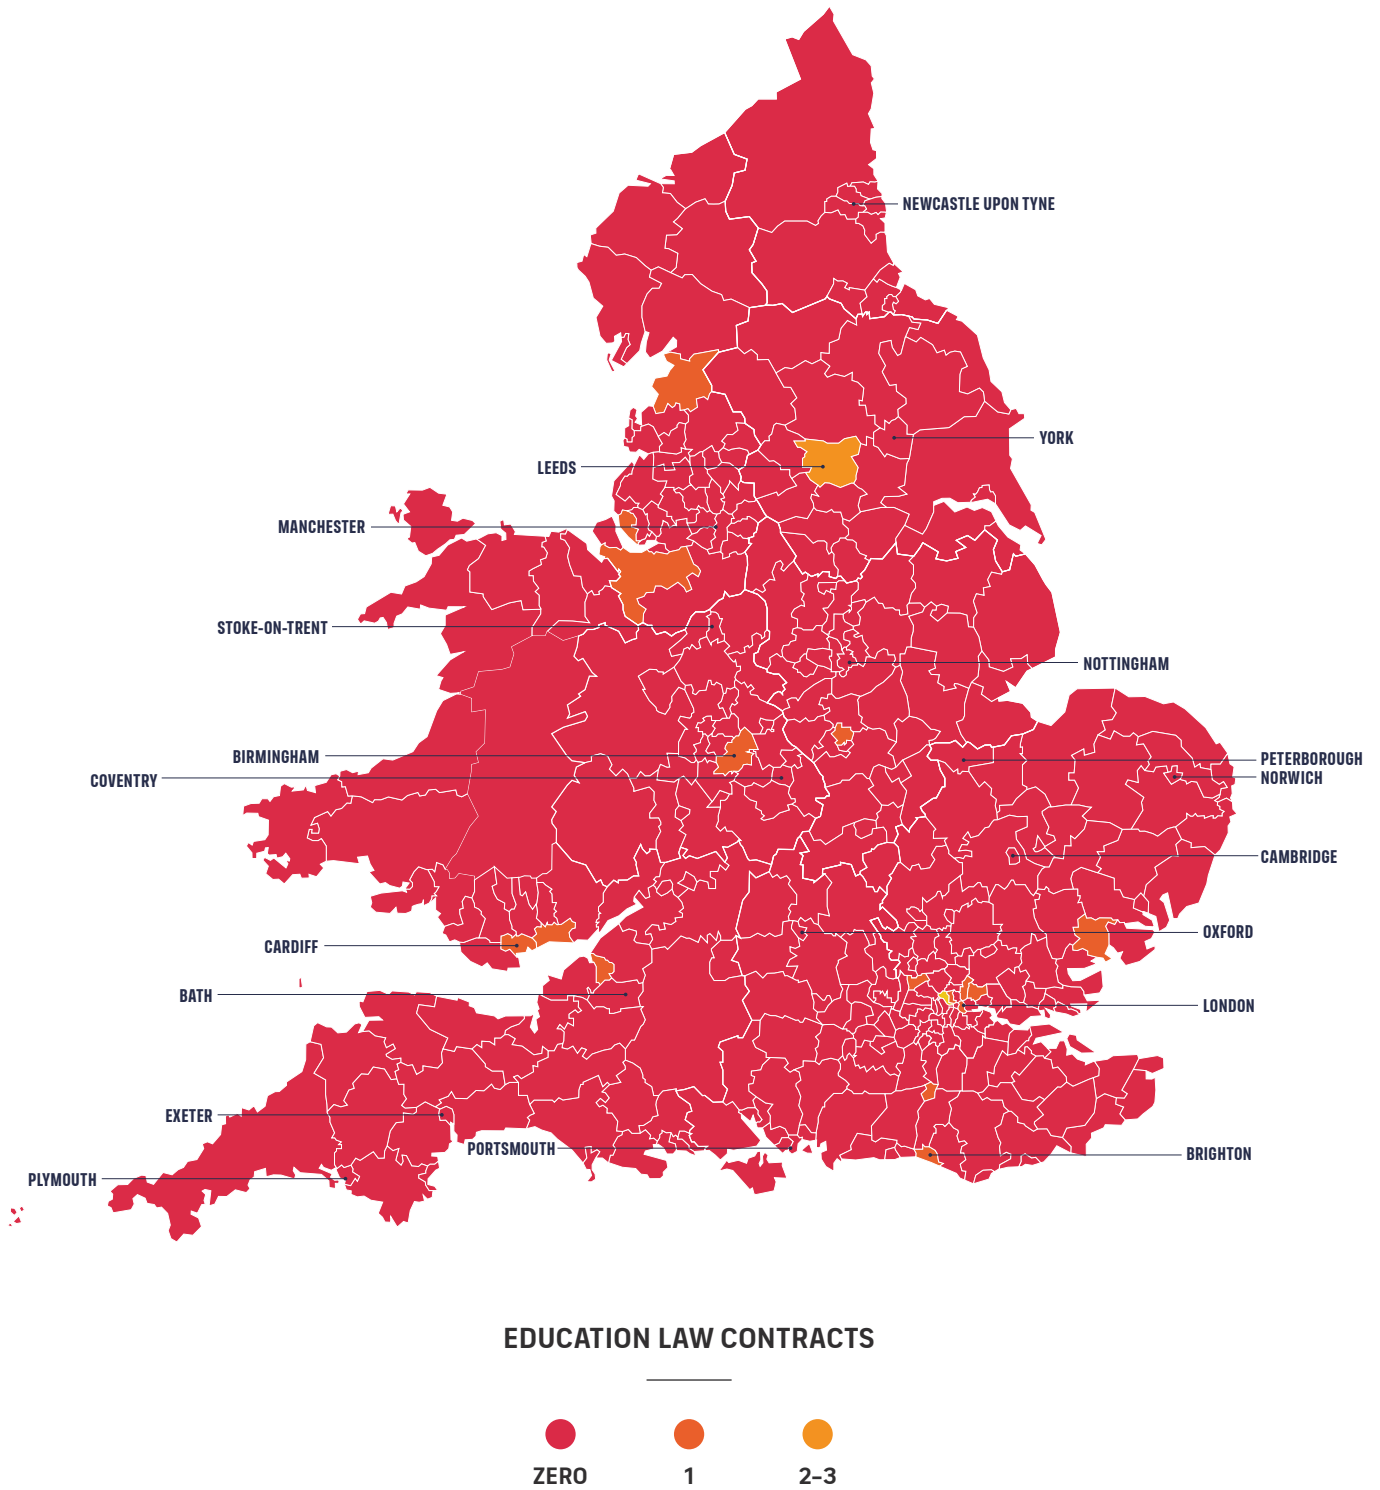 NEWCASTLE UPON TYNE
YORK
LEEDS
MANCHESTER
STOKE-ON-TRENT
NOTTINGHAM
BIRMINGHAM
PETERBOROUGH
COVENTRY
NORWICH
CAMBRIDGE
OXFORD
CARDIFF
BATH
LONDON
EXETER
PORTSMOUTH
BRIGHTON
PLYMOUTH
EDUCATION LAW CONTRACTS
ZERO
1
2–3